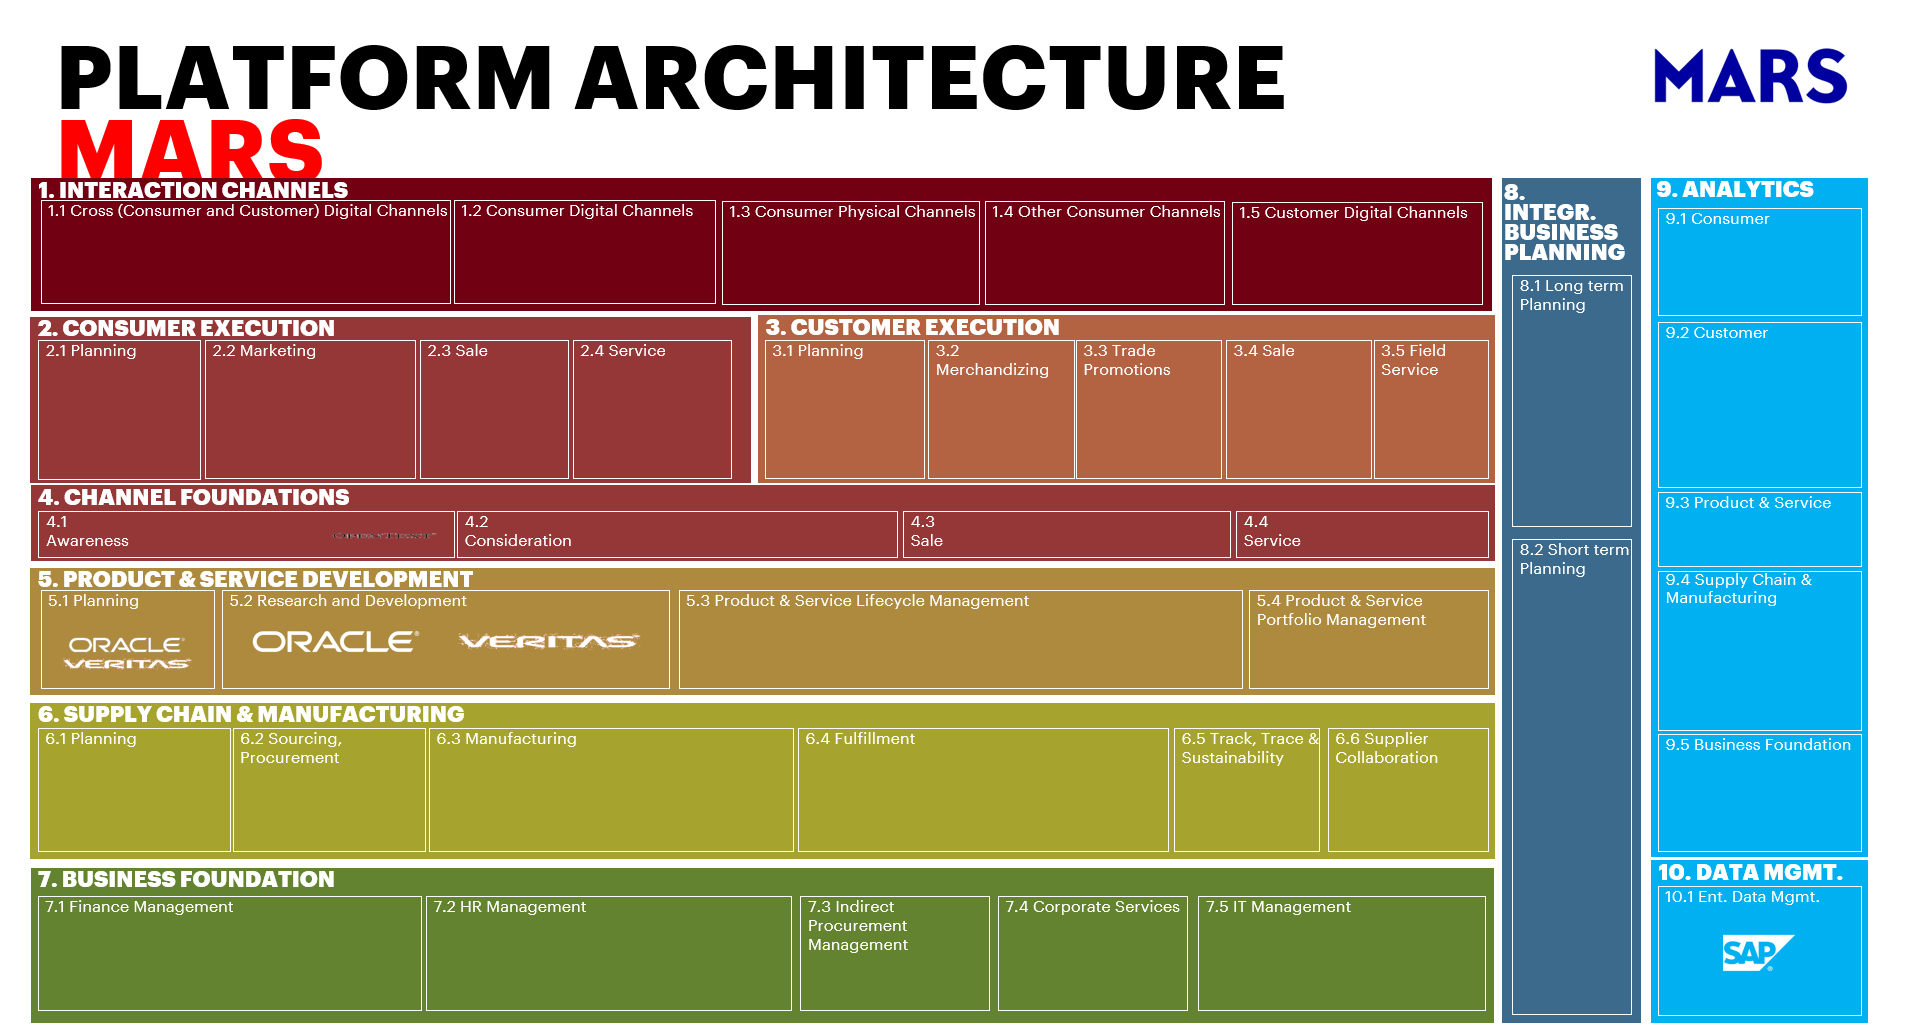 PLATFORM ARCHITECTURE
MARS
MARS
1. INTERACTION CHANNELS
1.1 Cross (Consumer and Customer) Digital Channels
1.2 Consumer Digital Channels
1.3 Consumer Physical Channels
1.4 Other Consumer Channels
1.5 Customer Digital Channels
2. CONSUMER EXECUTION
2.1 Planning
2.2 Marketing
2.3 Sale
2.4 Service
3. CUSTOMER EXECUTION
3.1 Planning
3.2
Merchandizing
3.3 Trade
Promotions
3.4 Sale
3.5 Field
Service
4. CHANNEL FOUNDATIONS
4.1
Awareness
4.2
Consideration
4.3
Sale
4.4
Service
5. PRODUCT & SERVICE DEVELOPMENT
5.1 Planning
ORACLE®
VERITAS
5.2 Research and Development
ORACLE®
VERITAS
5.3 Product & Service Lifecycle Management
5.4 Product & Service
Portfolio Management
6. SUPPLY CHAIN & MANUFACTURING
6.1 Planning
6.2 Sourcing,
Procurement
6.3 Manufacturing
6.4 Fulfillment
6.5 Track, Trace &
Sustainability
6.6 Supplier
Collaboration
7. BUSINESS FOUNDATION
7.1 Finance Management
7.2 HR Management
7.3 Indirect
Procurement
Management
7.4 Corporate Services
7.5 IT Management
8.
INTEGR.
BUSINESS
PLANNING
8.1 Long term
Planning
8.2 Short term
Planning
9. ANALYTICS
9.1 Consumer
9.2 Customer
9.3 Product & Service
9.4 Supply Chain &
Manufacturing
9.5 Business Foundation
10. DATA MGMT.
10.1 Ent. Data Mgmt.
SAP®